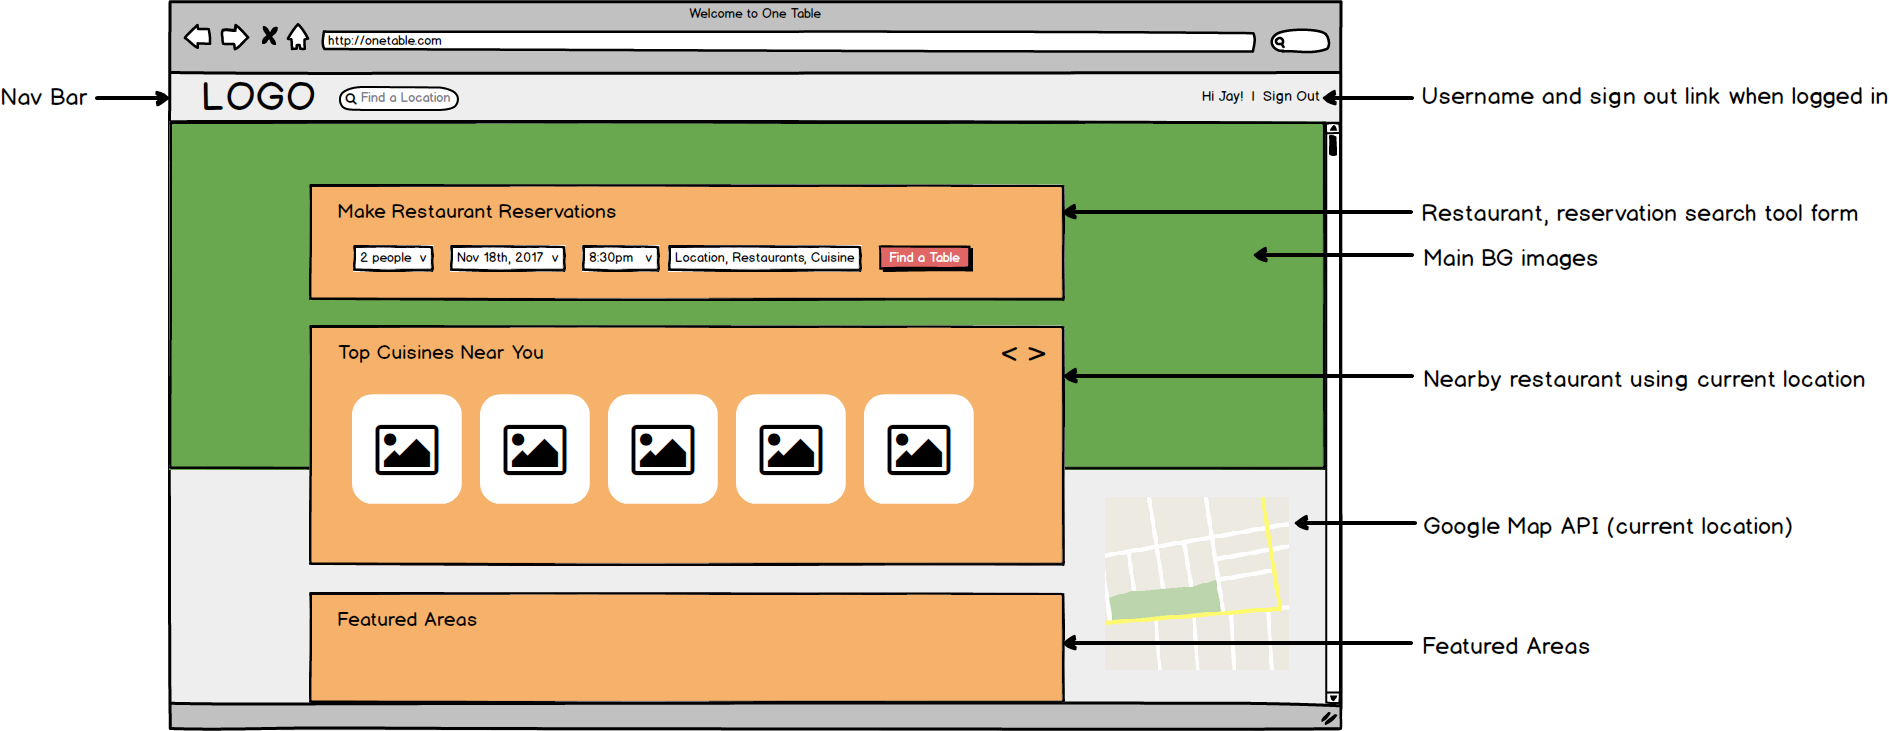 Welcome to One Table
http://onetable.com
Nav Bar
LOGO
Find a Location
Hi Jay! | Sign Out
Username and sign out link when logged in
Make Restaurant Reservations
Restaurant, reservation search tool form
2 people v
Nov 18th, 2017 v
8:30pm v
Location, Restaurants, Cuisine
Find a Table
Main BG images
Top Cuisines Near You
< >
Nearby restaurant using current location
Google Map API (current location)
Featured Areas
Featured Areas